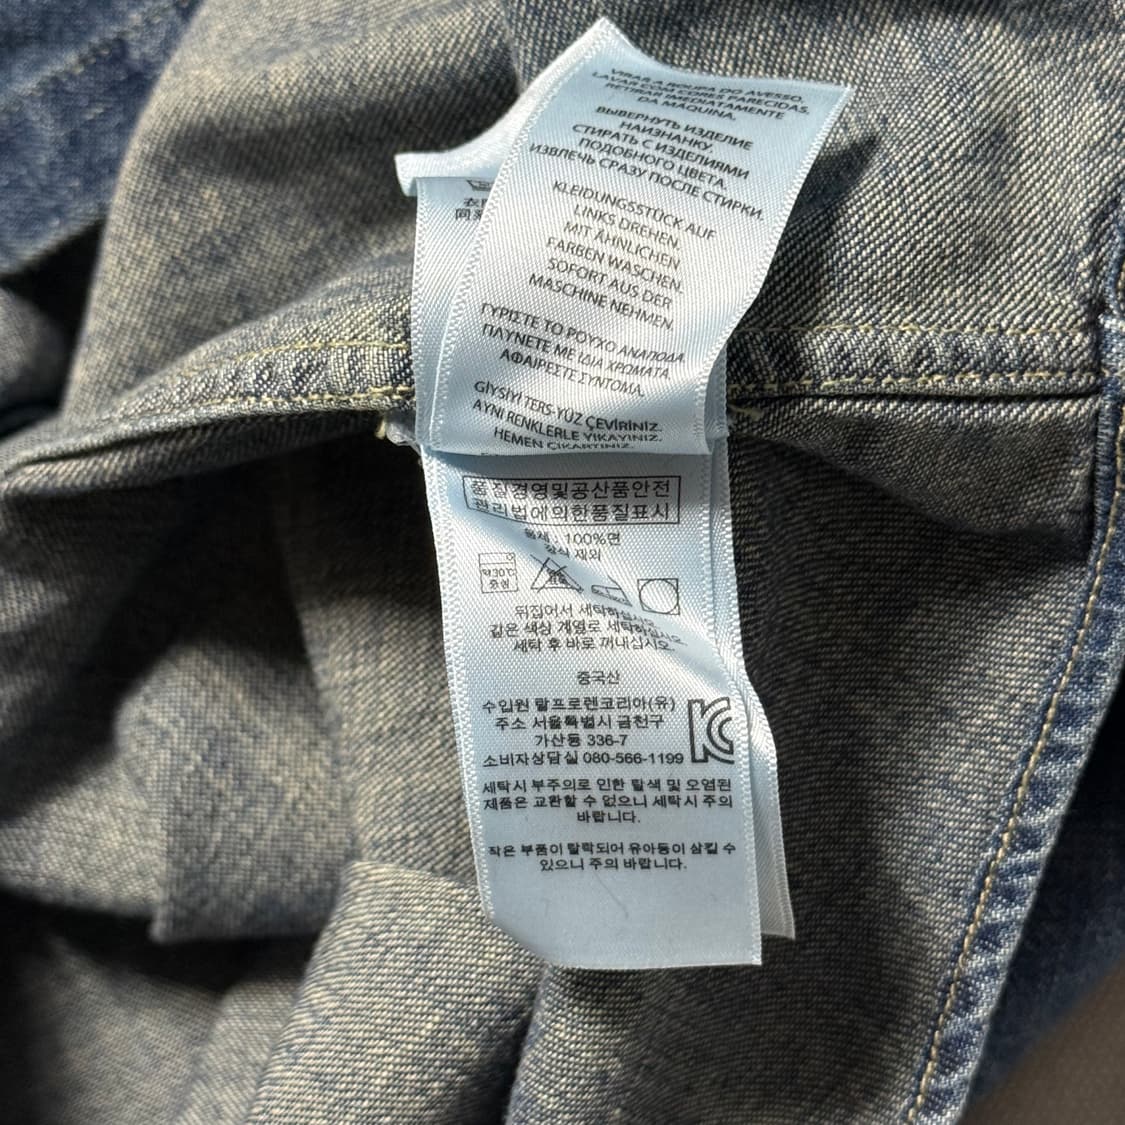 VIRAR A ROUPA DO AVESSO.
LAVAR COM CORES PARECIDAS.
RETIRAR IMEDIATAMENTE
DA MÁQUINA.
ВЫВЕРНУТЬ ИЗДЕЛИЕ
НАИЗНАНКУ.
СТИРАТЬ С ИЗДЕЛИЯМИ
ПОДОБНОГО ЦВЕТА.
ИЗВЛЕЧЬ СРАЗУ ПОСЛЕ СТИРКИ.
KLEIDUNGSSTÜCK AUF
LINKS DREHEN.
MIT ÄHNLICHEN
FARBEN WASCHEN.
SOFORT AUS DER
MASCHINE NEHMEN.
ΓΥΡΙΣΤΕ ΤΟ ΡΟΥΧΟ ΑΝΑΠΟΔΑ.
ΠΛΥΝΕΤΕ ΜΕ ΙΔΙΑ ΧΡΩΜΑΤΑ.
ΑΦΑΙΡΕΣΤΕ ΣΥΝΤΟΜΑ.
GİYSİYİ TERS-YÜZ ÇEVİRİNİZ.
AYNI RENKLERLE YIKAYINIZ.
HEMEN ÇIKARTINIZ.
품질경영및공산품안전
관리법에의한품질표시
몸체 : 100%면
장식 제외
약30℃
중성
뒤집어서 세탁하십시오.
같은 색상 계열로 세탁하십시오.
세탁 후 바로 꺼내십시오.
중국산
수입원 랄프로렌코리아(유)
주소 서울특별시 금천구
가산동 336-7
소비자상담실 080-566-1199
세탁시 부주의로 인한 탈색 및 오염된
제품은 교환할 수 없으니 세탁시 주의
바랍니다.
작은 부품이 탈락되어 유아등이 삼킬 수
있으니 주의 바랍니다.